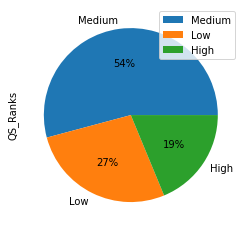 Medium
Medium
Low
High
54%
QS_Ranks
27%
19%
High
Low